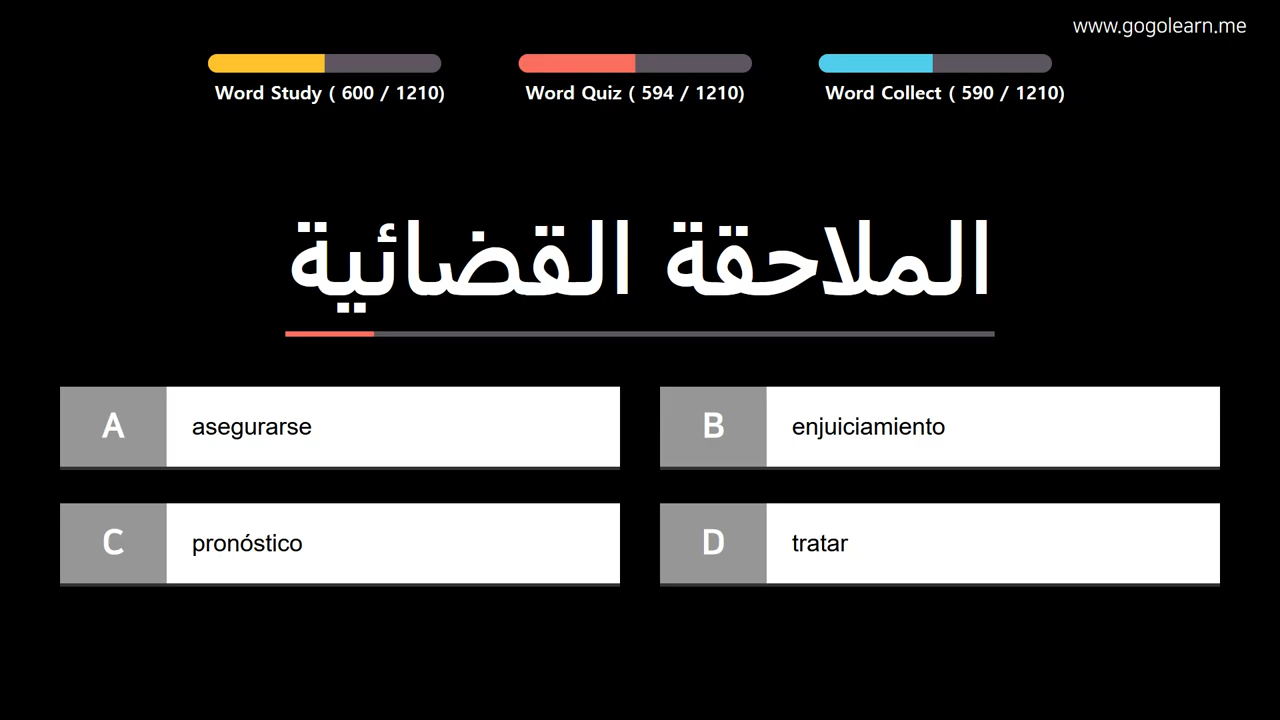 www.gogolearn.me
Word Study ( 600 / 1210)
Word Quiz ( 594 / 1210)
Word Collect ( 590 / 1210)
الملاحقة القضائية
A asegurarse
B enjuiciamiento
C pronóstico
D tratar